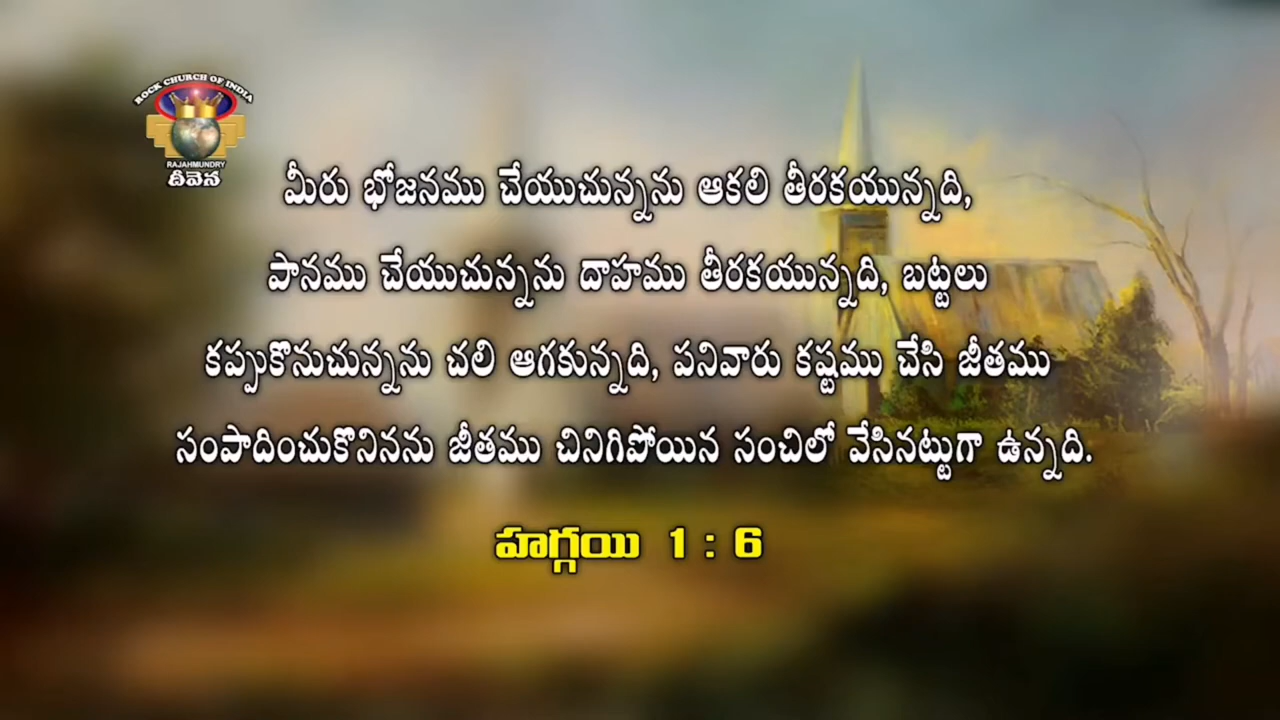 ROCK CHURCH OF INDIA
RAJAHMUNDRY
దీవెన
మీరు భోజనము చేయుచున్నను ఆకలి తీరకయున్నది,
పానము చేయుచున్నను దాహము తీరకయున్నది, బట్టలు
కప్పుకొనుచున్నను చలి ఆగకున్నది, పనివారు కష్టము చేసి జీతము
సంపాదించుకొనినను జీతము చినిగిపోయిన సంచిలో వేసినట్టుగా ఉన్నది.
హగ్గయి 1 : 6